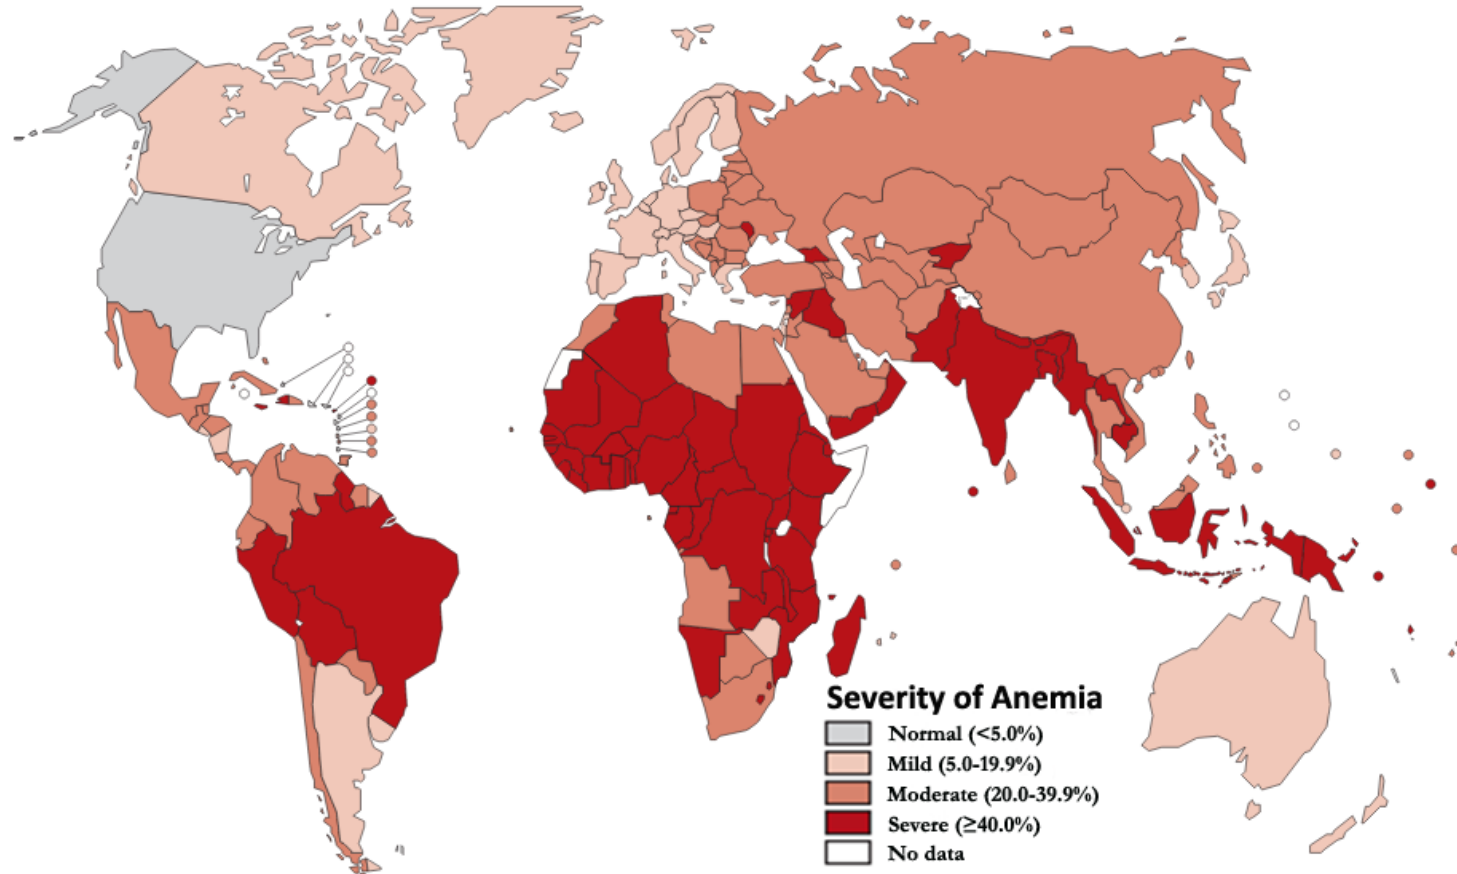 Severity of Anemia
Normal (<5.0%)
Mild (5.0-19.9%)
Moderate (20.0-39.9%)
Severe (≥40.0%)
No data